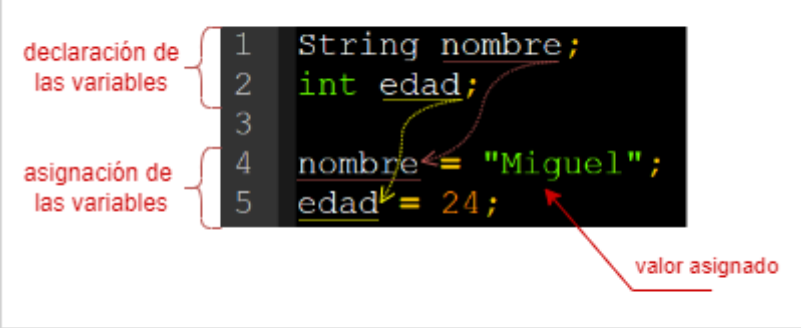 declaración de
las variables
1 String nombre;
2 int edad;
3
asignación de
las variables
4 nombre = "Miguel";
5 edad = 24;
valor asignado